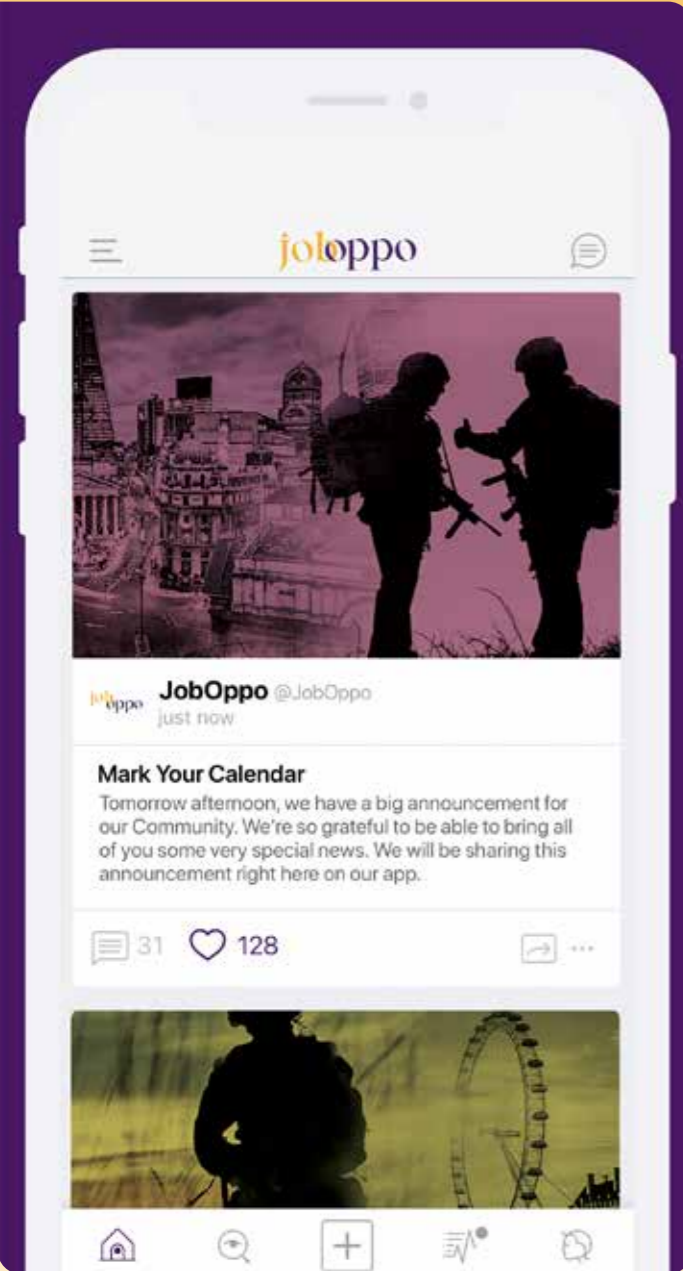 joboppo
joboppo
JobOppo @JobOppo
just now
Mark Your Calendar
Tomorrow afternoon, we have a big announcement for
our Community. We're so grateful to be able to bring all
of you some very special news. We will be sharing this
announcement right here on our app.
31 128